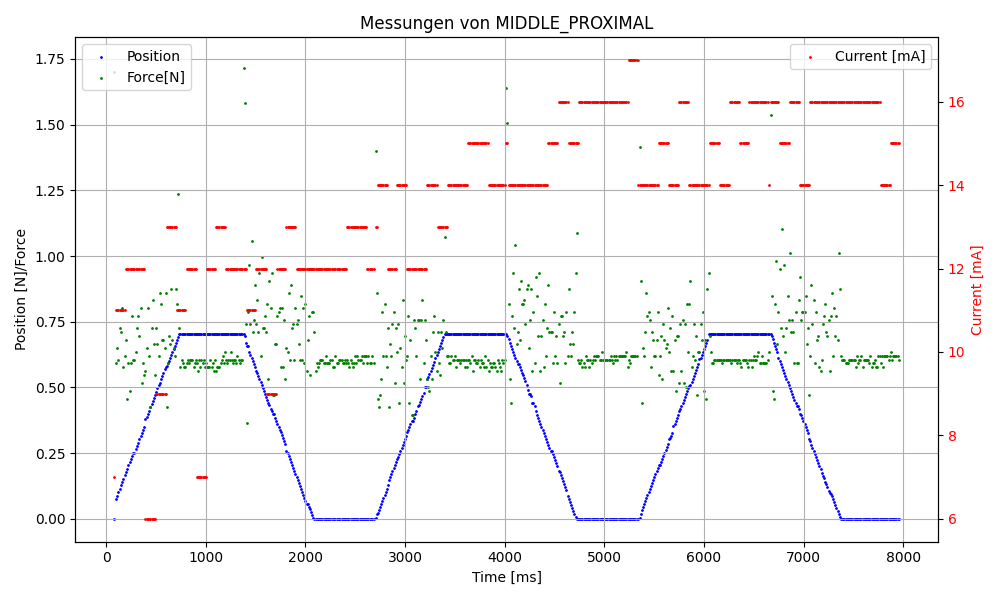 Messungen von MIDDLE_PROXIMAL
Position
Force[N]
Current [mA]
1.75
1.50
1.25
1.00
0.75
0.50
0.25
0.00
Position [N]/Force
16
14
12
10
8
6
Current [mA]
0 1000 2000 3000 4000 5000 6000 7000 8000
Time [ms]